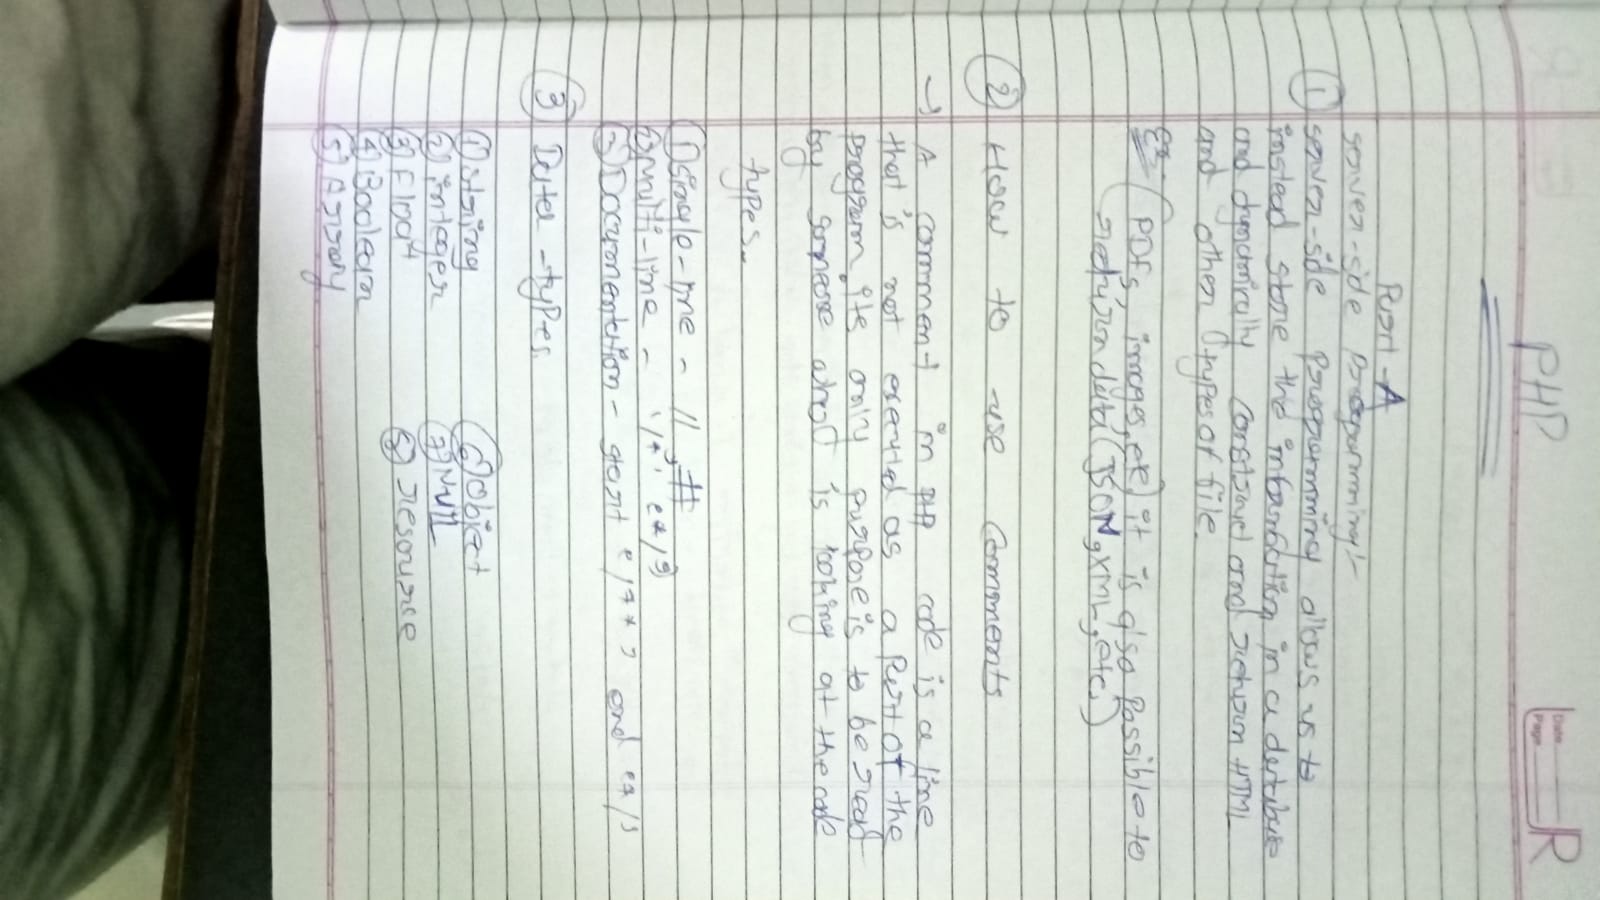 PHP
Date
Page
Part-A
server-side programming:-
① server-side programming allows us to
instead store the information in a database
and dynamically construct and return HTML
and other types of file.
Ex. (PDFs, images, etc) it is also passible to
return data (JSON, XML, etc.)
② How to use comments
→ A comment in PHP code is a line
that is not executed as a Part of the
program, its only purpose is to be read
by someone who is looking at the code
types..
① Single-line - //, #
② multi-line - '/*' '*/'
③ Documentation - start '/**' and '*/'
③ Data-types.
① String ⑥ Object
② integer ⑦ NULL
③ Float ⑧ resourse
④ Boolean
⑤ Array